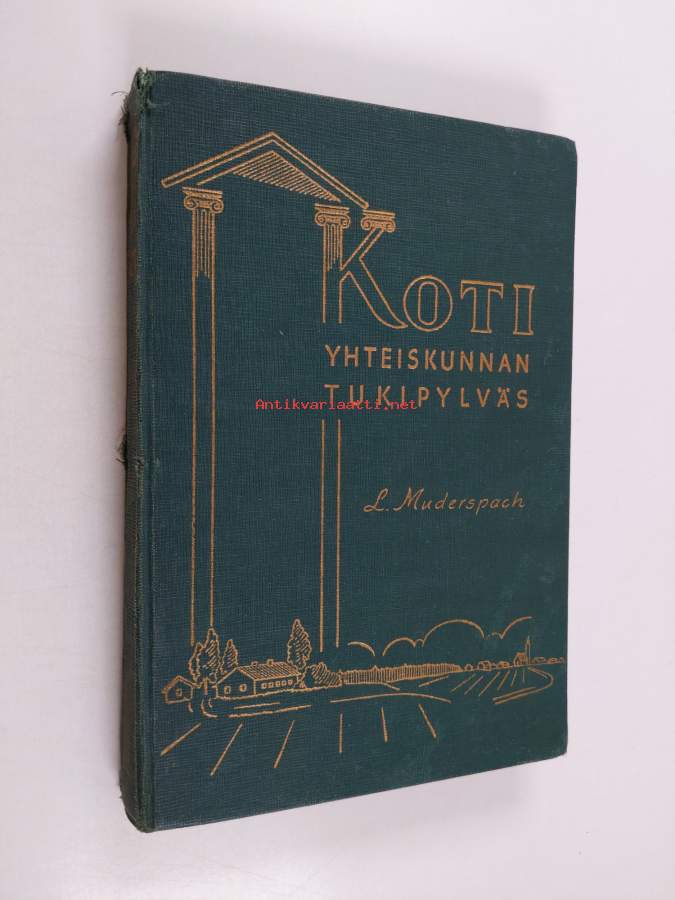 KOTI
YHTEISKUNNAN
TUKIPYLVÄS
Antikvariaatti.net
L. Muderspach